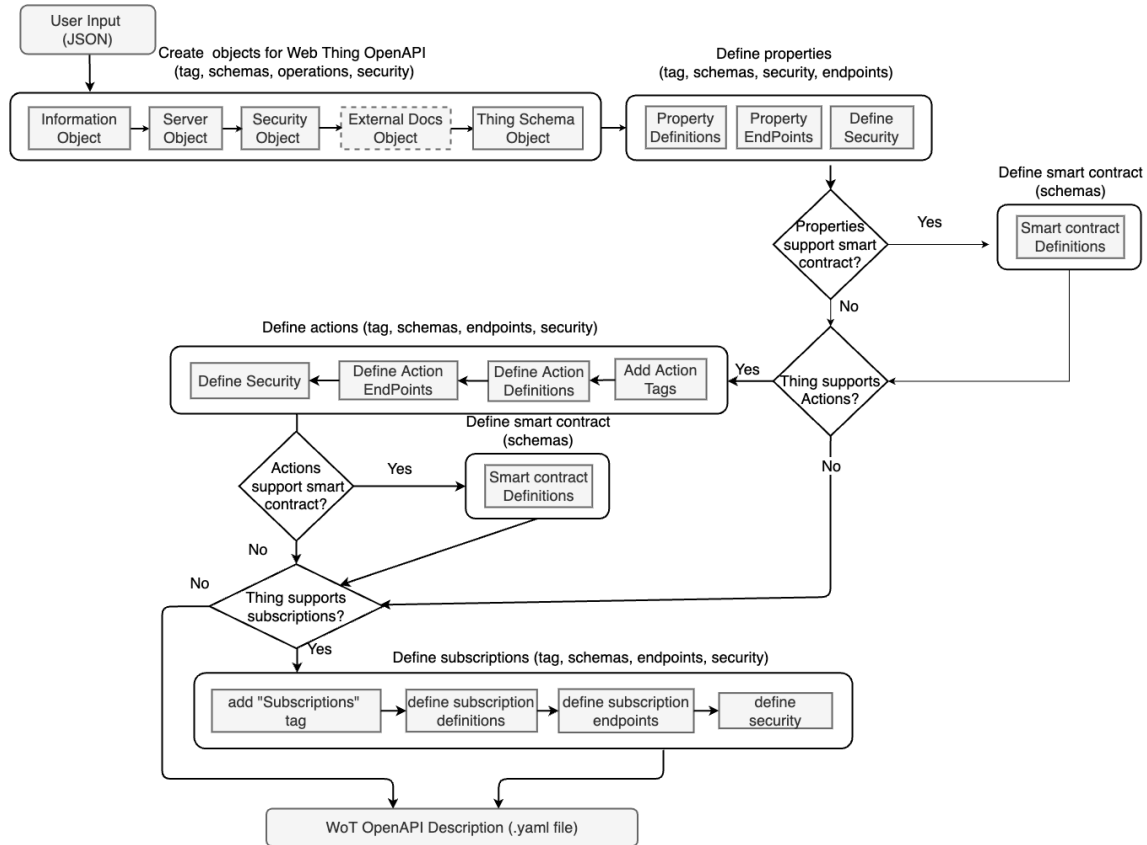 User Input
(JSON)
Create objects for Web Thing OpenAPI
(tag, schemas, operations, security)
Define properties
(tag, schemas, security, endpoints)
Information
Object
Server
Object
Security
Object
External Docs
Object
Thing Schema
Object
Property
Definitions
Property
EndPoints
Define
Security
Define smart contract
(schemas)
Properties
support smart
contract?
Yes
Smart contract
Definitions
No
Define actions (tag, schemas, endpoints, security)
Define Security
Define Action
EndPoints
Define Action
Definitions
Add Action
Tags
Yes
Thing supports
Actions?
Define smart contract
(schemas)
No
Actions
support smart
contract?
Yes
Smart contract
Definitions
No
No
Thing supports
subscriptions?
Yes
Define subscriptions (tag, schemas, endpoints, security)
add "Subscriptions"
tag
define subscription
definitions
define subscription
endpoints
define
security
WoT OpenAPI Description (.yaml file)